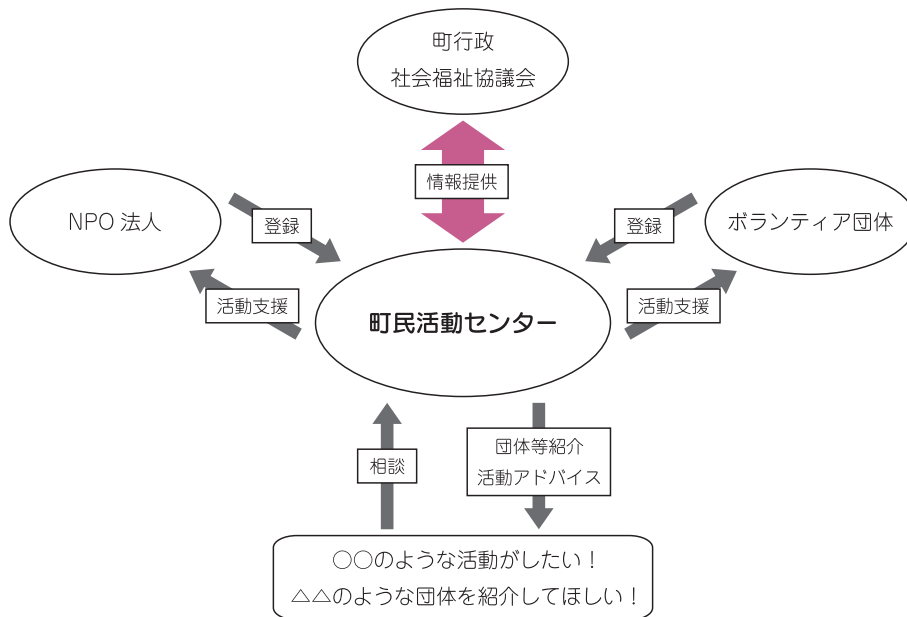 町行政
社会福祉協議会
情報提供
NPO 法人
登録
登録
ボランティア団体
活動支援
町民活動センター
活動支援
相談
団体等紹介
活動アドバイス
○○のような活動がしたい！
△△のような団体を紹介してほしい！